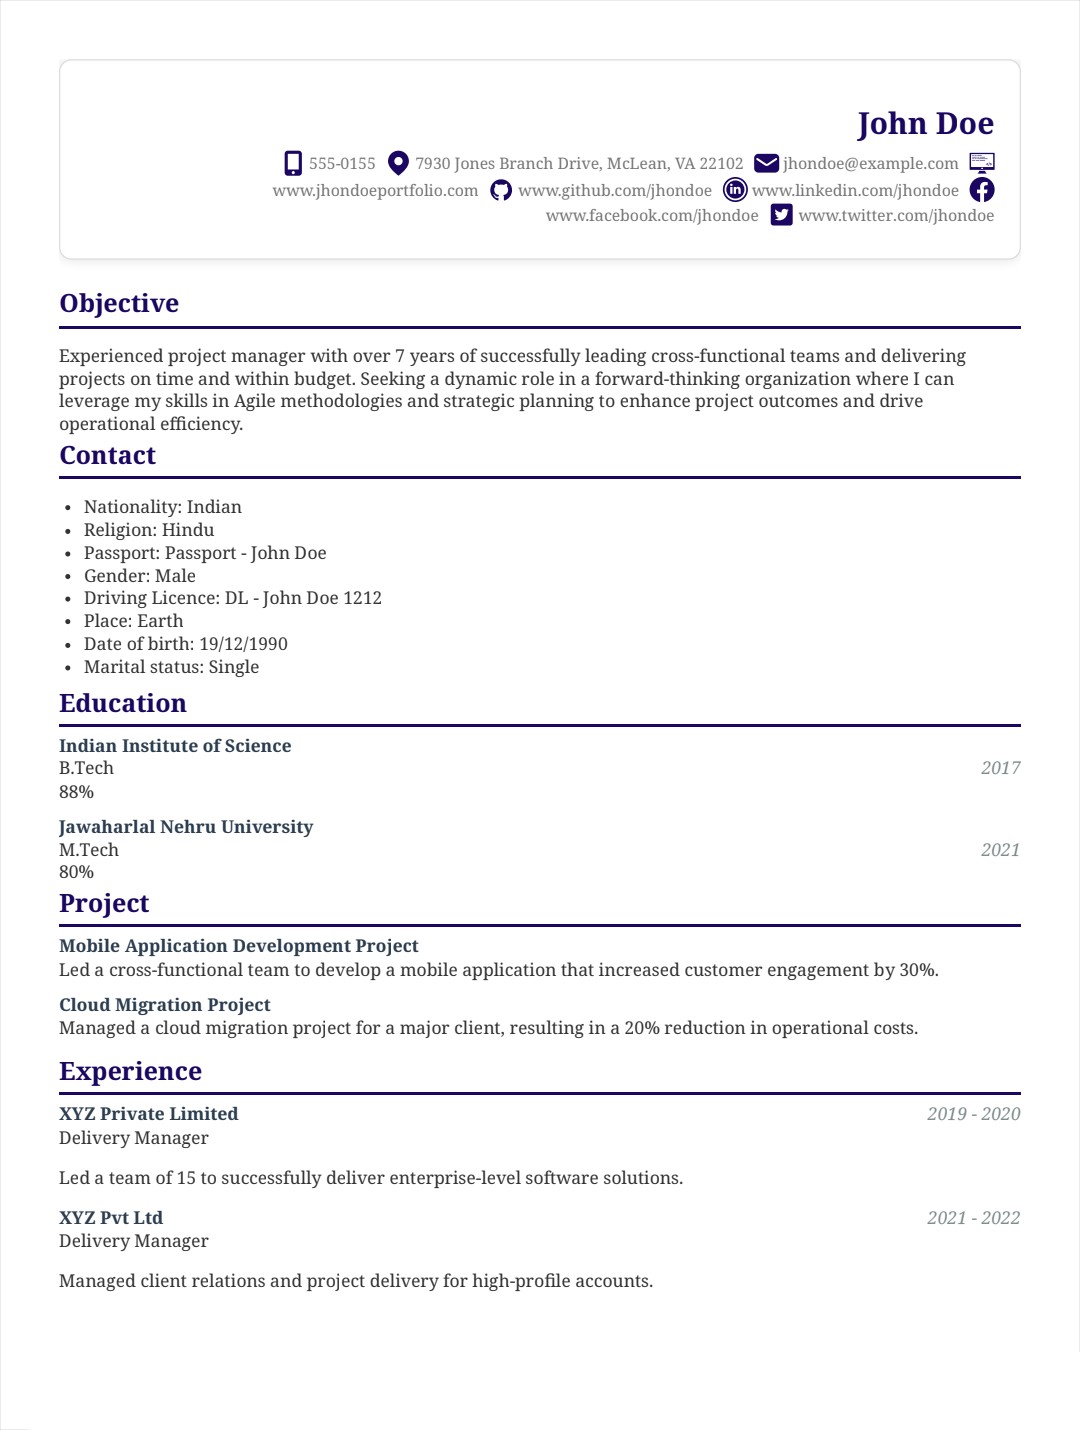 John Doe
555-0155 7930 Jones Branch Drive, McLean, VA 22102 jhondoe@example.com
www.jhondoeportfolio.com www.github.com/jhondoe www.linkedin.com/jhondoe
www.facebook.com/jhondoe www.twitter.com/jhondoe
Objective
Experienced project manager with over 7 years of successfully leading cross-functional teams and delivering
projects on time and within budget. Seeking a dynamic role in a forward-thinking organization where I can
leverage my skills in Agile methodologies and strategic planning to enhance project outcomes and drive
operational efficiency.
Contact
• Nationality: Indian
• Religion: Hindu
• Passport: Passport - John Doe
• Gender: Male
• Driving Licence: DL - John Doe 1212
• Place: Earth
• Date of birth: 19/12/1990
• Marital status: Single
Education
Indian Institute of Science
B.Tech 2017
88%
Jawaharlal Nehru University
M.Tech 2021
80%
Project
Mobile Application Development Project
Led a cross-functional team to develop a mobile application that increased customer engagement by 30%.
Cloud Migration Project
Managed a cloud migration project for a major client, resulting in a 20% reduction in operational costs.
Experience
XYZ Private Limited 2019 - 2020
Delivery Manager
Led a team of 15 to successfully deliver enterprise-level software solutions.
XYZ Pvt Ltd 2021 - 2022
Delivery Manager
Managed client relations and project delivery for high-profile accounts.